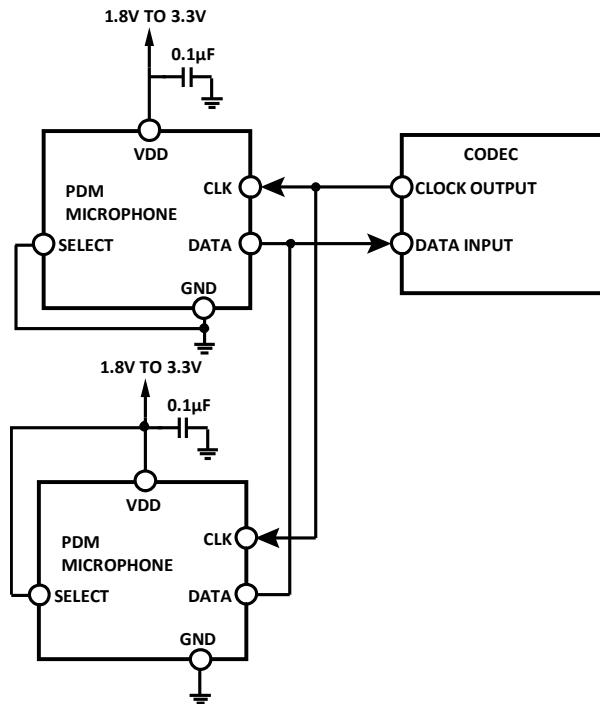 1.8V TO 3.3V
0.1µF
VDD
CODEC
CLK
CLOCK OUTPUT
PDM
MICROPHONE
SELECT
DATA
DATA INPUT
GND
1.8V TO 3.3V
0.1µF
VDD
CLK
PDM
MICROPHONE
SELECT
DATA
GND